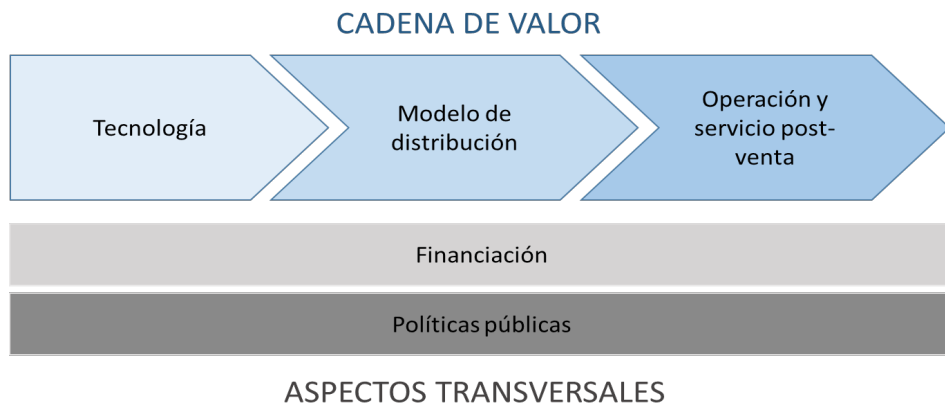 CADENA DE VALOR
Tecnología
Modelo de
distribución
Operación y
servicio post-
venta
Financiación
Políticas públicas
ASPECTOS TRANSVERSALES